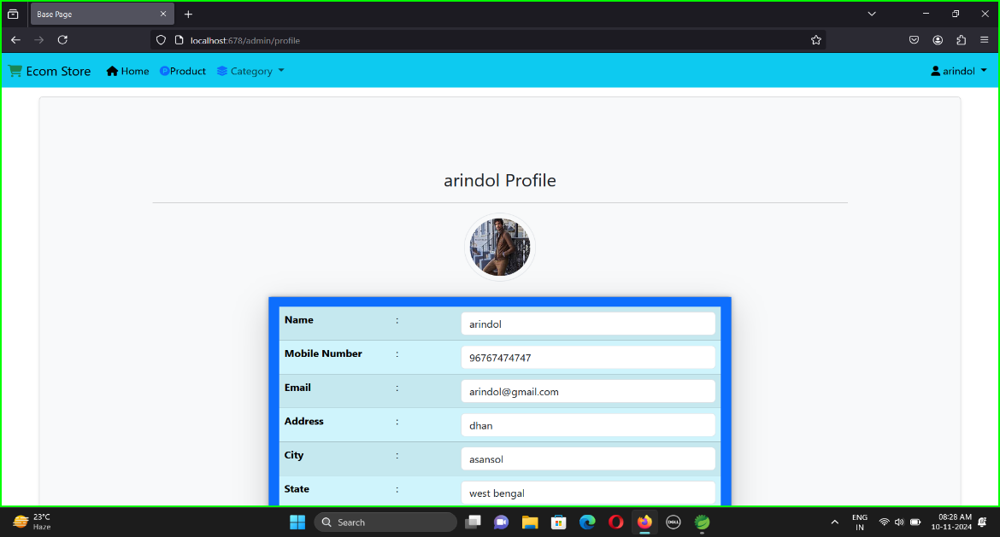 Base Page
localhost:678/admin/profile
Ecom Store Home Product Category arindol
arindol Profile
Name : arindol
Mobile Number : 96767474747
Email : arindol@gmail.com
Address : dhan
City : asansol
State : west bengal
23°C
Haze
Search
DELL
ENG
IN
08:28 AM
10-11-2024